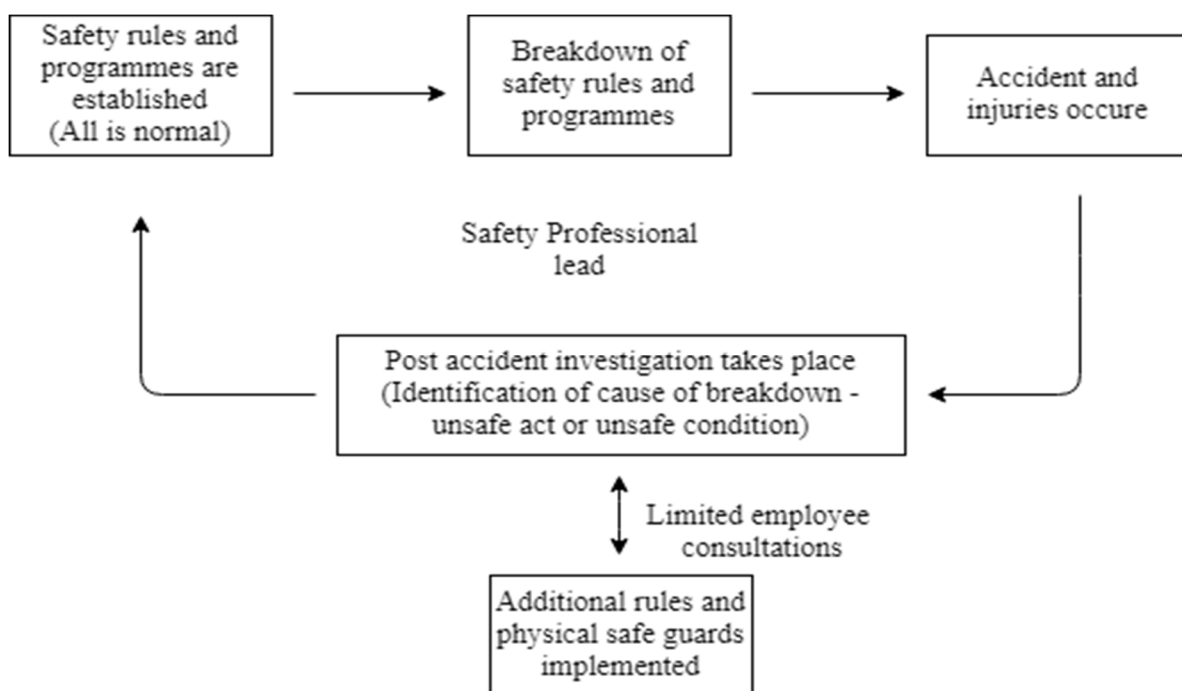 Safety rules and
programmes are
established
(All is normal)
Breakdown of
safety rules and
programmes
Accident and
injuries occure
Safety Professional
lead
Post accident investigation takes place
(Identification of cause of breakdown -
unsafe act or unsafe condition)
Limited employee
consultations
Additional rules and
physical safe guards
implemented